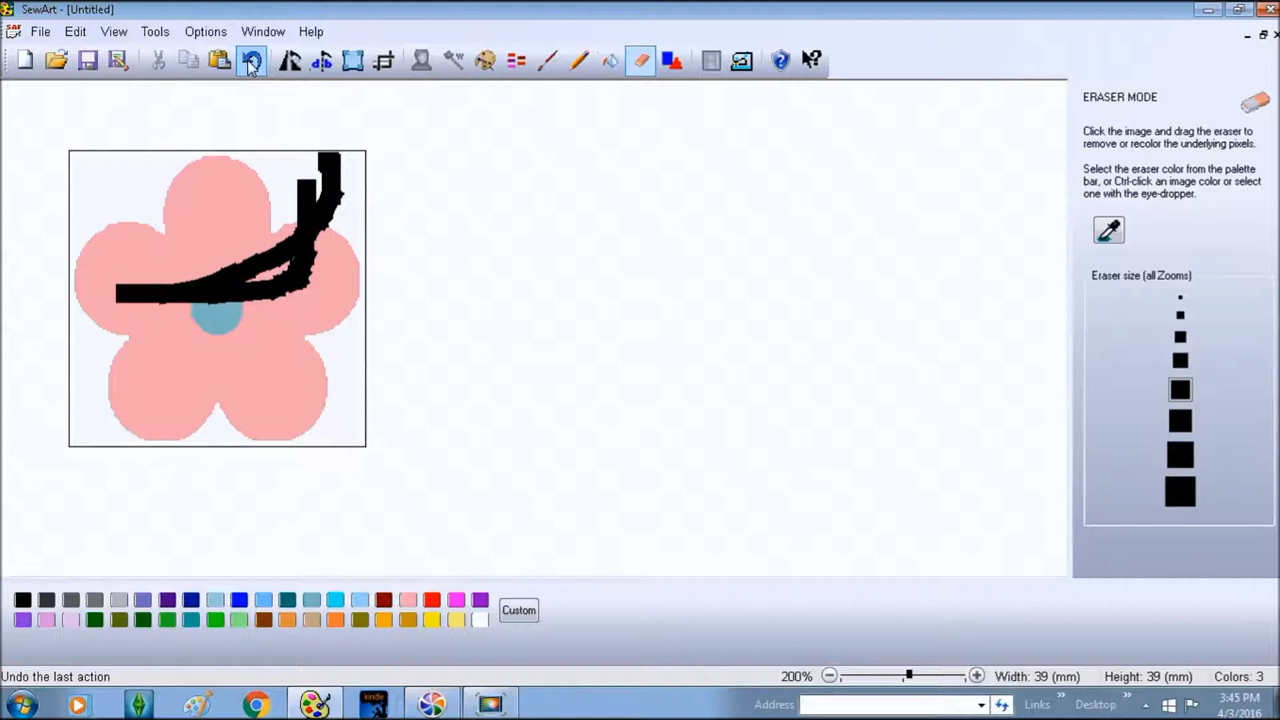 SewArt - [Untitled]
File Edit View Tools Options Window Help
ERASER MODE
Click the image and drag the eraser to
remove or recolor the underlying pixels.
Select the eraser color from the palette
bar, or Ctrl-click an image color or select
one with the eye-dropper.
Eraser size (all Zooms)
Custom
Undo the last action
200%
Width: 39 (mm)
Height: 39 (mm)
Colors: 3
kindle
Address
Links
Desktop
3:45 PM
4/3/2016